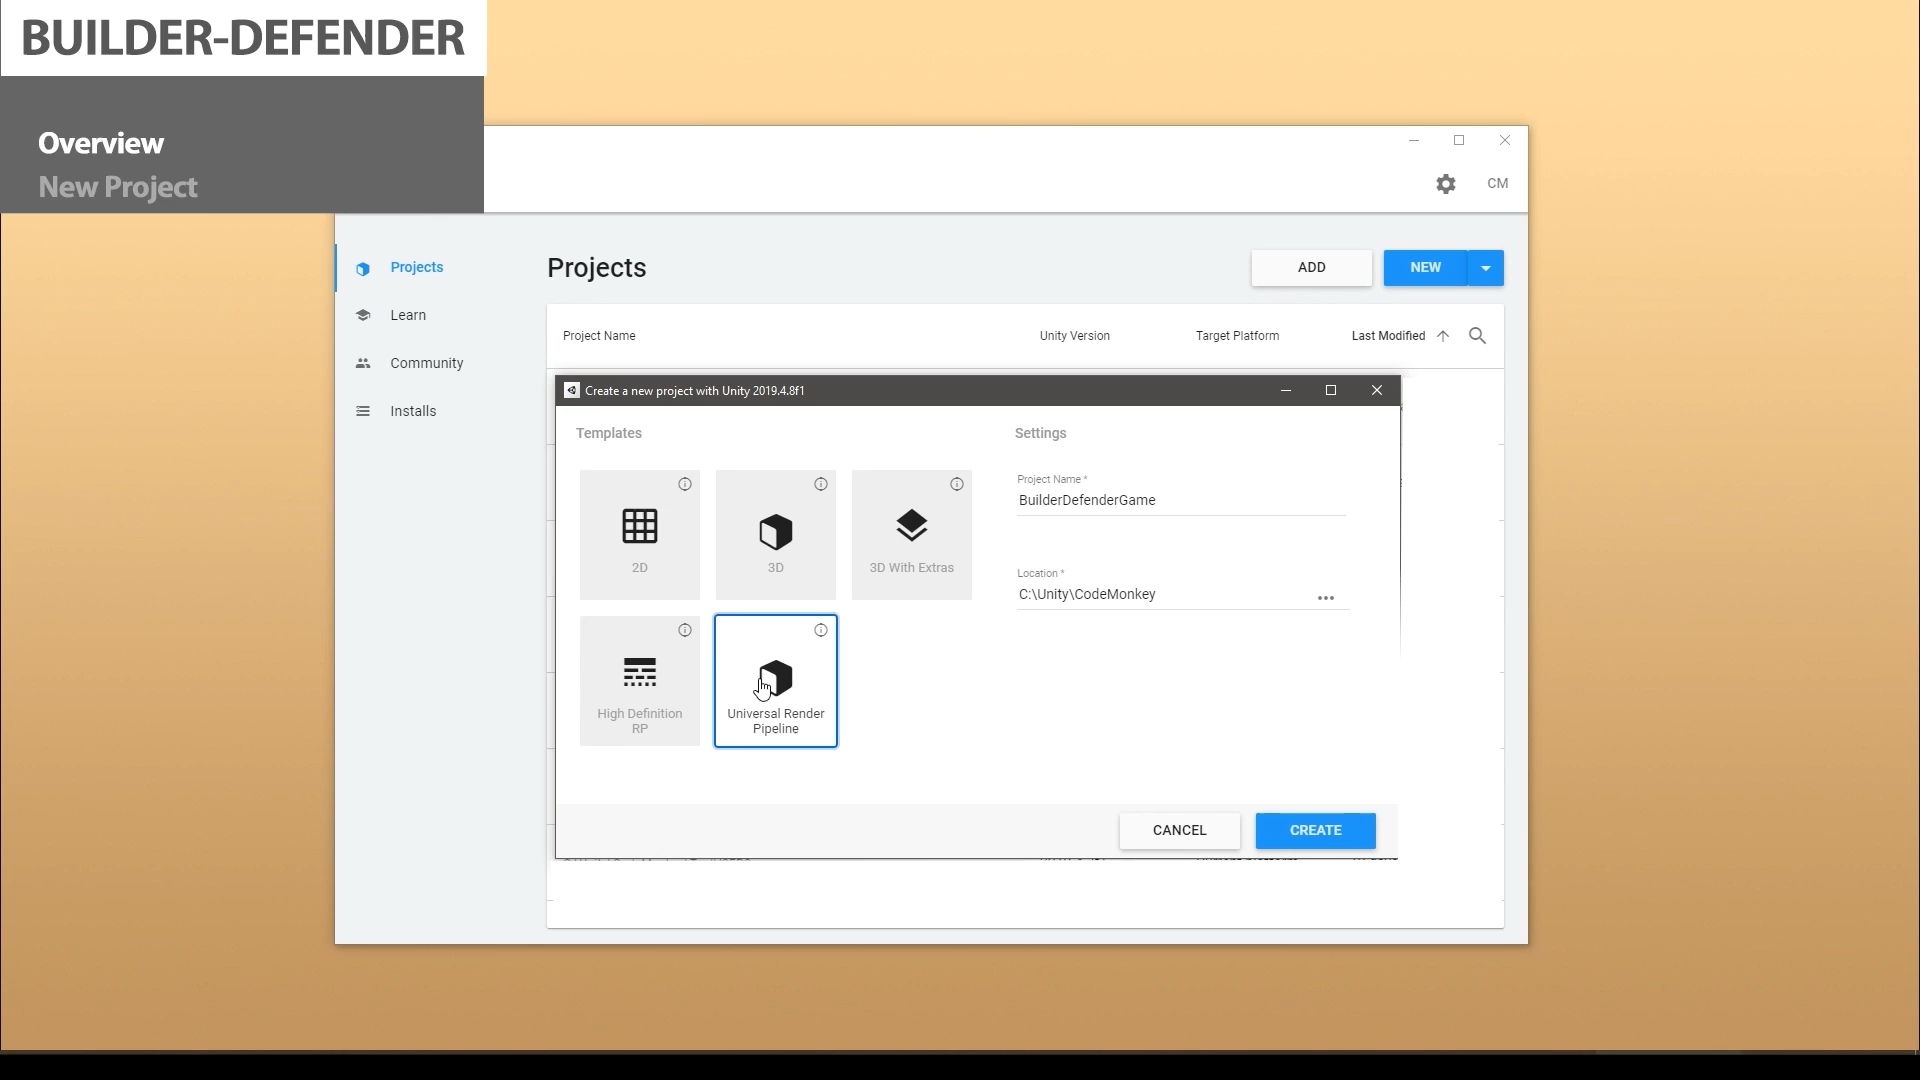 BUILDER-DEFENDER
Overview
New Project
CM
Projects
Learn
Community
Installs
Projects
ADD
NEW
Project Name
Unity Version
Target Platform
Last Modified
Create a new project with Unity 2019.4.8f1
Templates
Settings
2D
3D
3D With Extras
High Definition
RP
Universal Render
Pipeline
Project Name *
BuilderDefenderGame
Location *
C:\Unity\CodeMonkey
CANCEL
CREATE